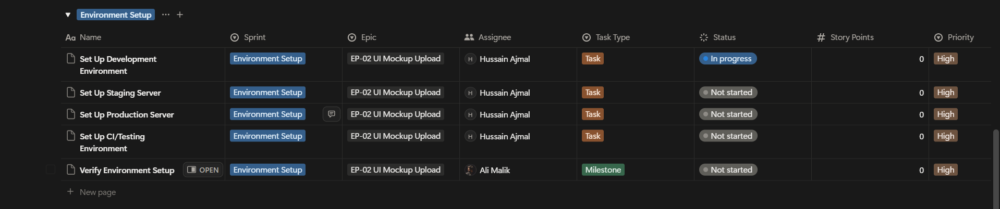 Environment Setup
Aa Name Sprint Epic Assignee Task Type Status # Story Points Priority
Set Up Development Environment Setup EP-02 UI Mockup Upload H Hussain Ajmal Task In progress 0 High
Environment
Set Up Staging Server Environment Setup EP-02 UI Mockup Upload H Hussain Ajmal Task Not started 0 High
Set Up Production Server Environment Setup EP-02 UI Mockup Upload H Hussain Ajmal Task Not started 0 High
Set Up CI/Testing Environment Setup EP-02 UI Mockup Upload H Hussain Ajmal Task Not started 0 High
Environment
Verify Environment Setup OPEN Environment Setup EP-02 UI Mockup Upload Ali Malik Milestone Not started 0 High
New page